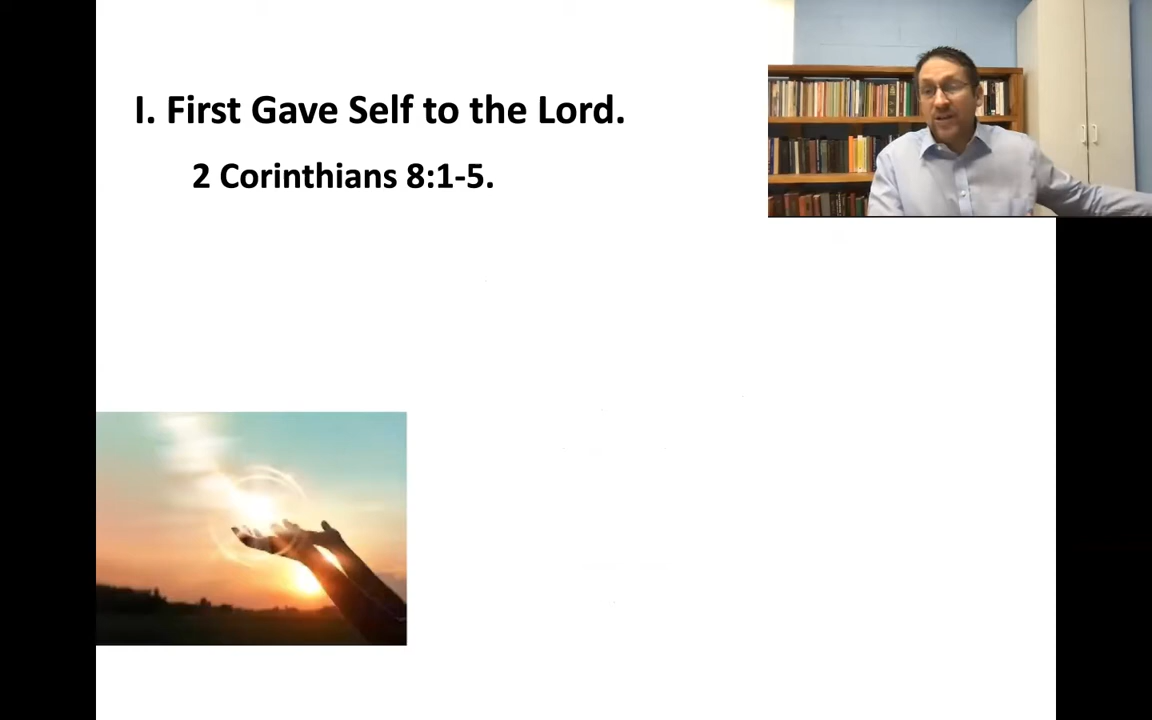 I. First Gave Self to the Lord.
2 Corinthians 8:1-5.